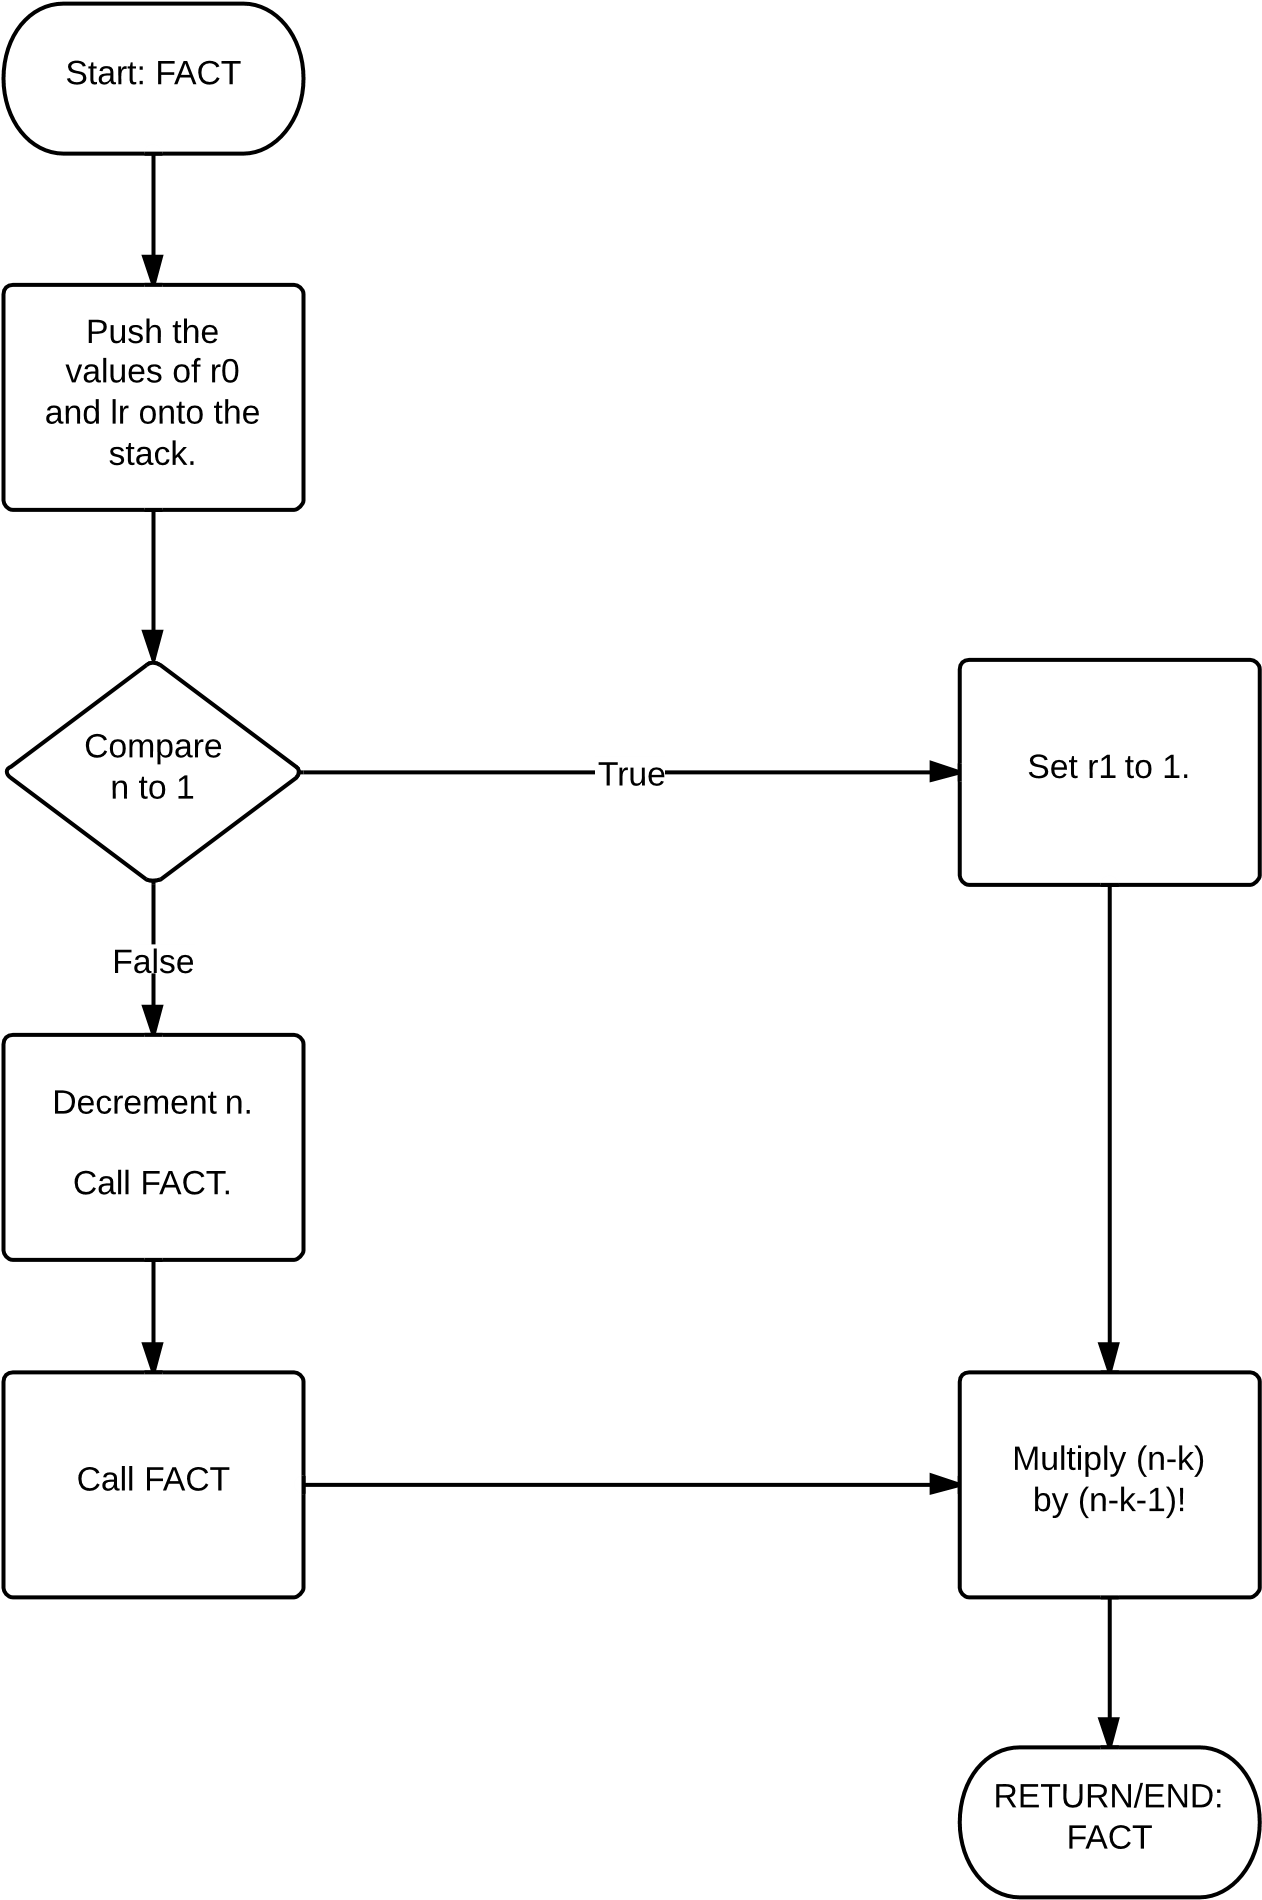 Start: FACT
Push the
values of r0
and lr onto the
stack.
Compare
n to 1
True
Set r1 to 1.
False
Decrement n.
Call FACT.
Call FACT
Multiply (n-k)
by (n-k-1)!
RETURN/END:
FACT